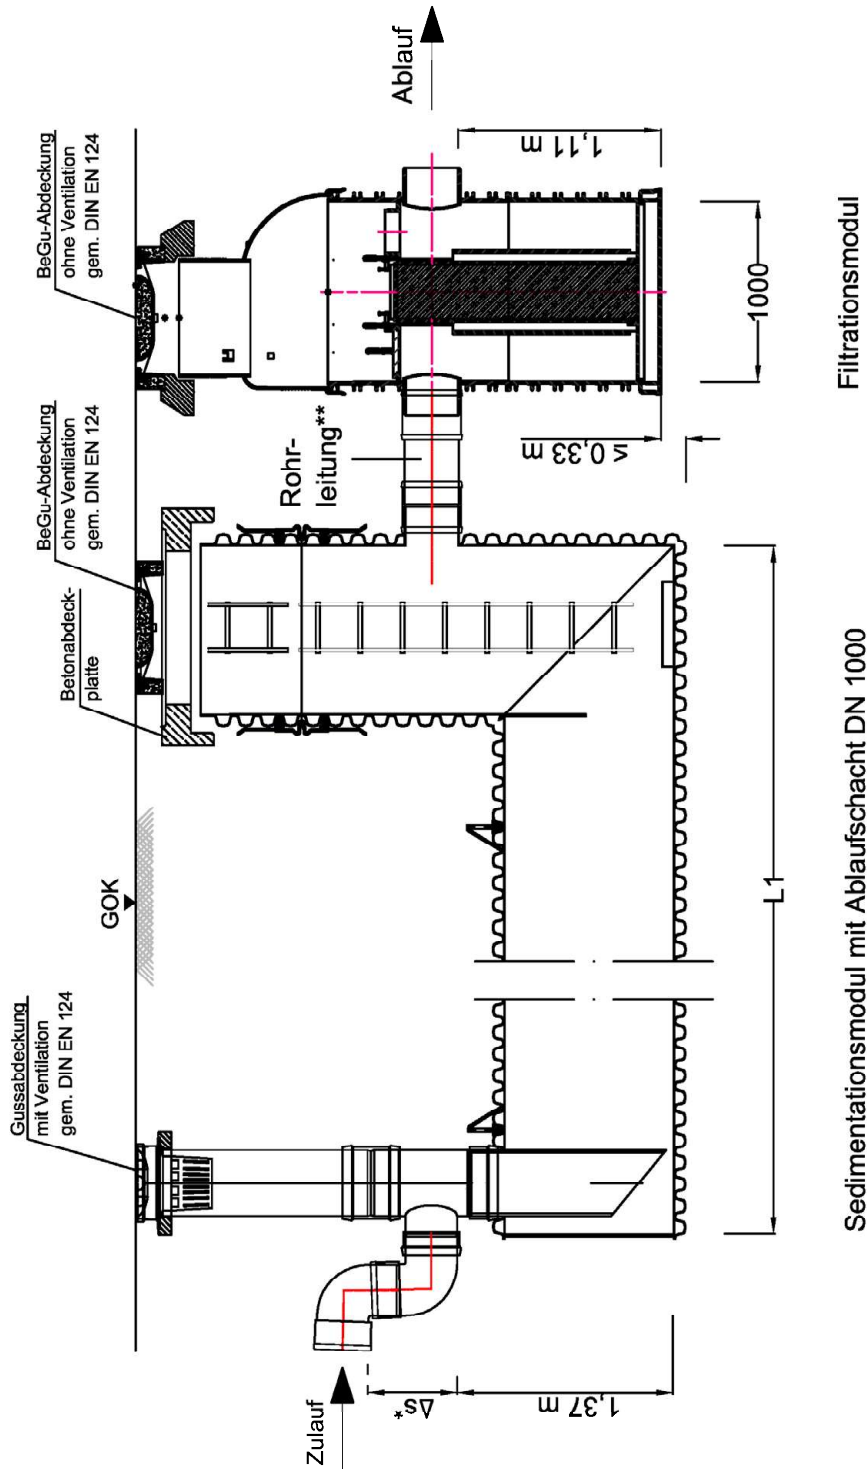 Gussabdeckung
mit Ventilation
gem. DIN EN 124
GOK
Betonabdeck-
platte
BeGu-Abdeckung
ohne Ventilation
gem. DIN EN 124
BeGu-Abdeckung
ohne Ventilation
gem. DIN EN 124
Zulauf
Δs*
1,37 m
Rohr-
leitung**
Ablauf
1,11 m
≤ 0,33 m
1000
L1
Sedimentationsmodul mit Ablaufschacht DN 1000
Filtrationsmodul